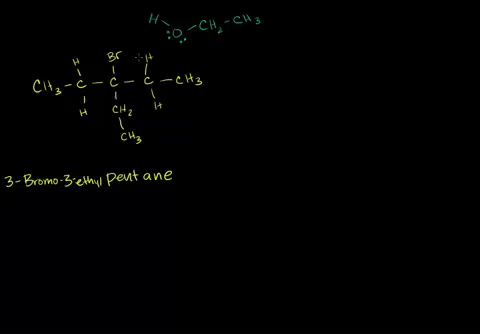 H
:O - CH2 - CH3
H Br H
CH3 - C - C - C - CH3
H CH2 H
CH3
3-Bromo-3-ethyl Pentane